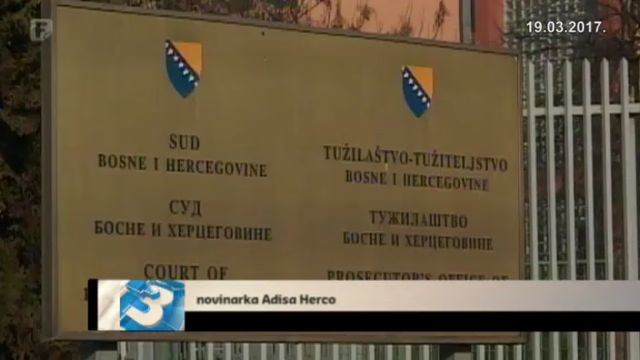 19.03.2017.
SUD
BOSNE I HERCEGOVINE
СУД
БОСНЕ И ХЕРЦЕГОВИНЕ
COURT OF
TUŽILAŠTVO-TUŽITELJSTVO
BOSNE I HERCEGOVINE
ТУЖИЛАШТВО
БОСНЕ И ХЕРЦЕГОВИНЕ
PROSECUTOR'S OFFICE OF
3
novinarka Adisa Herco